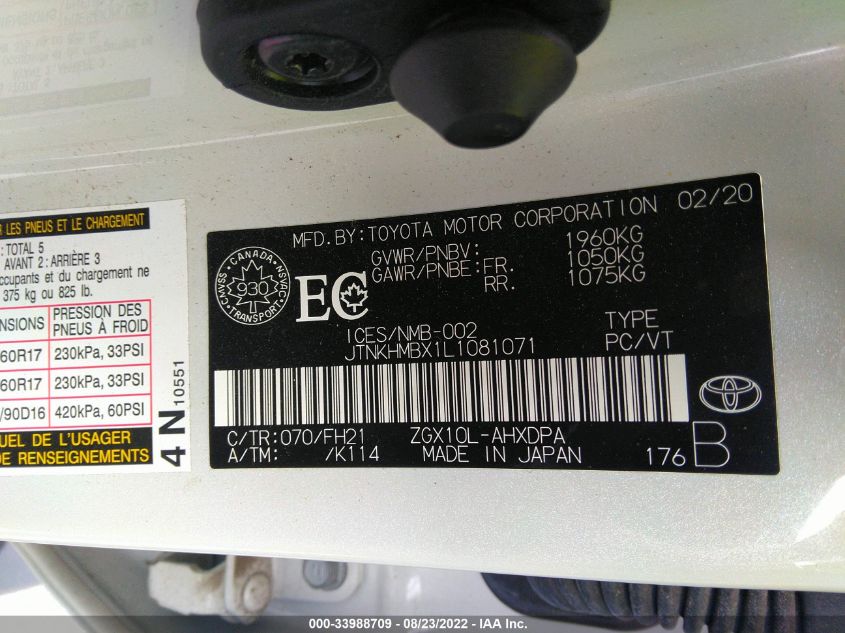 R LES PNEUS ET LE CHARGEMENT
: TOTAL 5
AVANT 2 : ARRIÈRE 3
occupants et du chargement ne
375 kg ou 825 lb.
NSIONS PRESSION DES PNEUS À FROID
60R17 230kPa, 33PSI
60R17 230kPa, 33PSI
/90D16 420kPa, 60PSI
UEL DE L'USAGER
DE RENSEIGNEMENTS
4 N 10551
MFD. BY: TOYOTA MOTOR CORPORATION 02/20
GVWR/PNBV: 1960KG
GAWR/PNBE: FR. 1050KG
RR. 1075KG
CANADA
CMVSS NSVAC
930
TRANSPORT
EC
ICES/NMB-002
JTNKHMBX1L1081071
TYPE
PC/VT
C/TR: 070/FH21 ZGX10L-AHXDPA
A/TM: /K114 MADE IN JAPAN 176 B
000-33988709 - 08/23/2022 - IAA Inc.